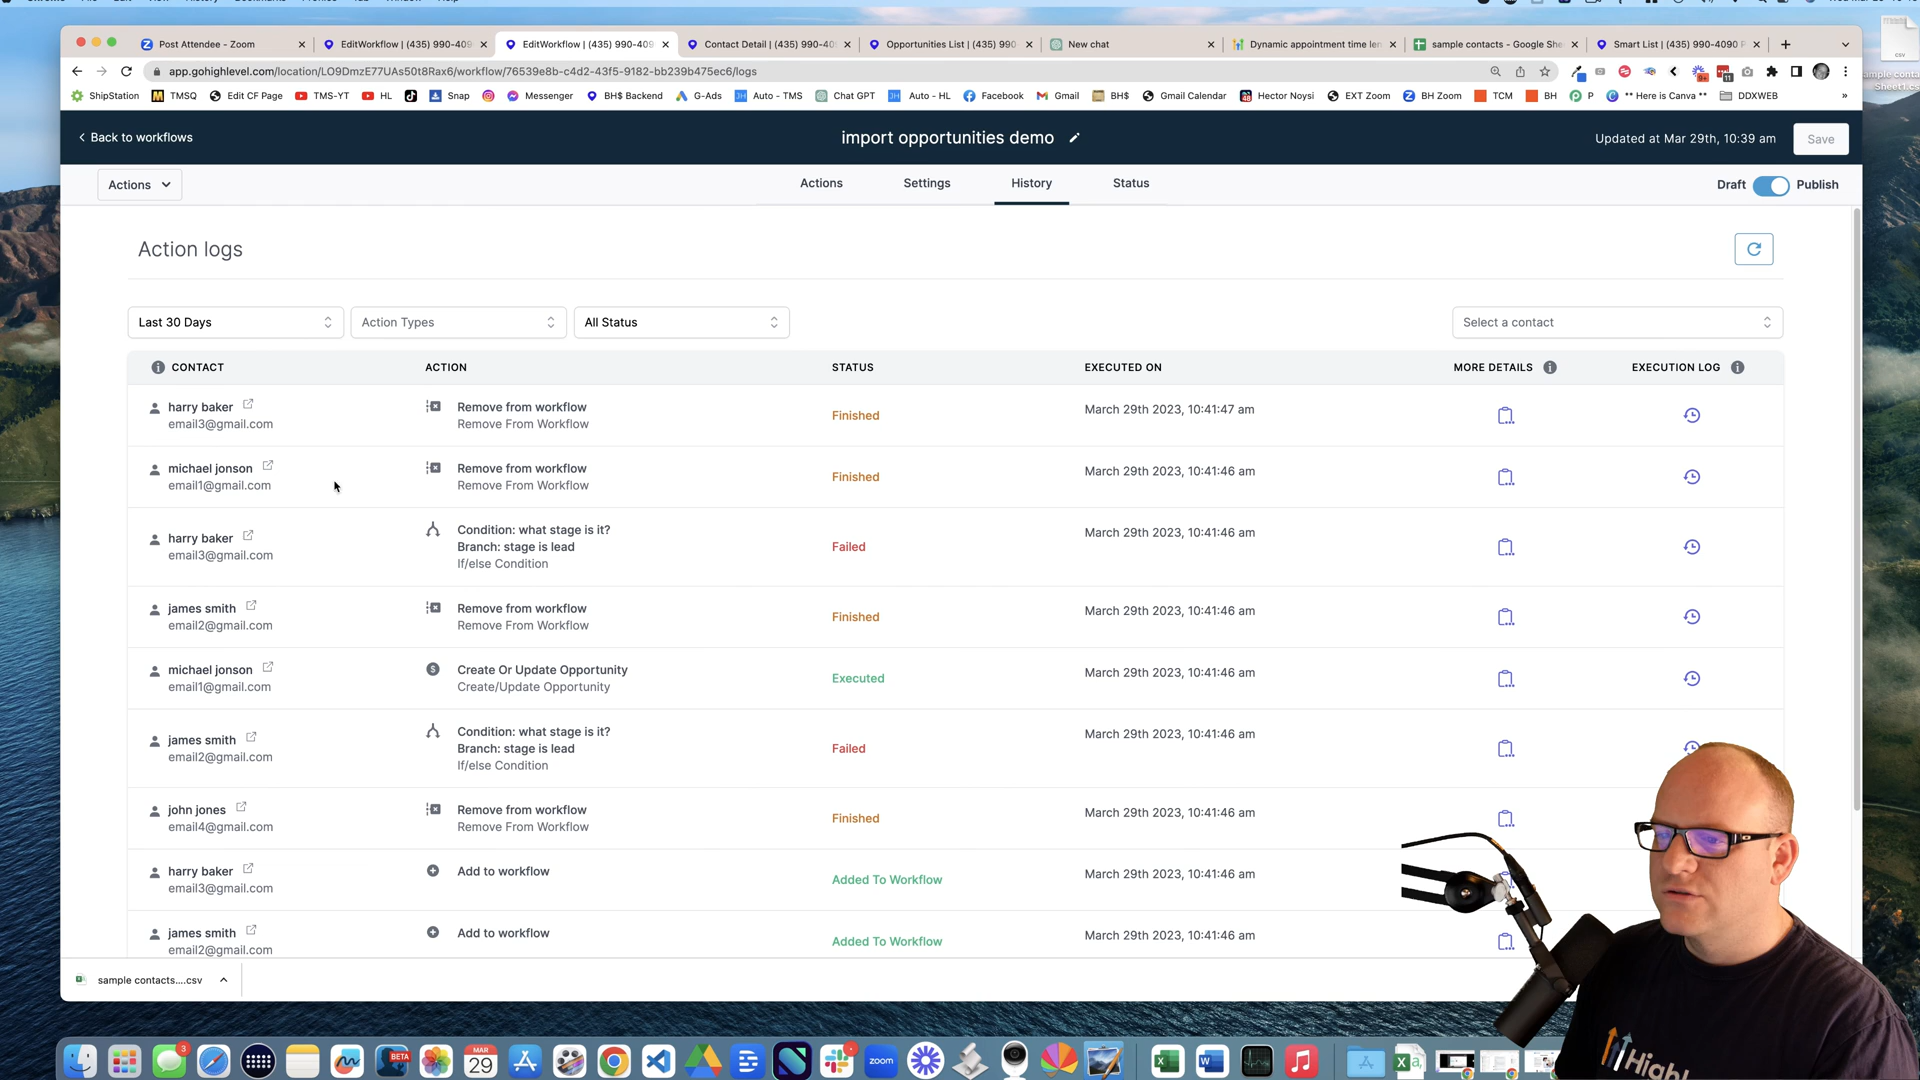 Post Attendee - Zoom
EditWorkflow | (435) 990-409
EditWorkflow | (435) 990-409
Contact Detail | (435) 990-40
Opportunities List | (435) 990
New chat
Dynamic appointment time len
sample contacts - Google She
Smart List | (435) 990-4090 P
app.gohighlevel.com/location/LO9DmzE77UAs50t8Rax6/workflow/76539e8b-c4d2-43f5-9182-bb239b475ec6/logs
ShipStation
TMSQ
Edit CF Page
TMS-YT
HL
Snap
Messenger
BH$ Backend
G-Ads
Auto - TMS
Chat GPT
Auto - HL
Facebook
Gmail
BH$
Gmail Calendar
Hector Noysi
EXT Zoom
BH Zoom
TCM
BH
P
** Here is Canva **
DDXWEB
»
Back to workflows
import opportunities demo
Updated at Mar 29th, 10:39 am
Save
Actions
Actions
Settings
History
Status
Draft
Publish
Action logs
Last 30 Days
Action Types
All Status
Select a contact
CONTACT ACTION STATUS EXECUTED ON MORE DETAILS EXECUTION LOG
harry baker
email3@gmail.com
Remove from workflow
Remove From Workflow
Finished
March 29th 2023, 10:41:47 am
michael jonson
email1@gmail.com
Remove from workflow
Remove From Workflow
Finished
March 29th 2023, 10:41:46 am
harry baker
email3@gmail.com
Condition: what stage is it?
Branch: stage is lead
If/else Condition
Failed
March 29th 2023, 10:41:46 am
james smith
email2@gmail.com
Remove from workflow
Remove From Workflow
Finished
March 29th 2023, 10:41:46 am
michael jonson
email1@gmail.com
Create Or Update Opportunity
Create/Update Opportunity
Executed
March 29th 2023, 10:41:46 am
james smith
email2@gmail.com
Condition: what stage is it?
Branch: stage is lead
If/else Condition
Failed
March 29th 2023, 10:41:46 am
john jones
email4@gmail.com
Remove from workflow
Remove From Workflow
Finished
March 29th 2023, 10:41:46 am
harry baker
email3@gmail.com
Add to workflow
Added To Workflow
March 29th 2023, 10:41:46 am
james smith
email2@gmail.com
Add to workflow
Added To Workflow
March 29th 2023, 10:41:46 am
sample contacts....csv
MAR
29
BETA
3
zoom
HighL